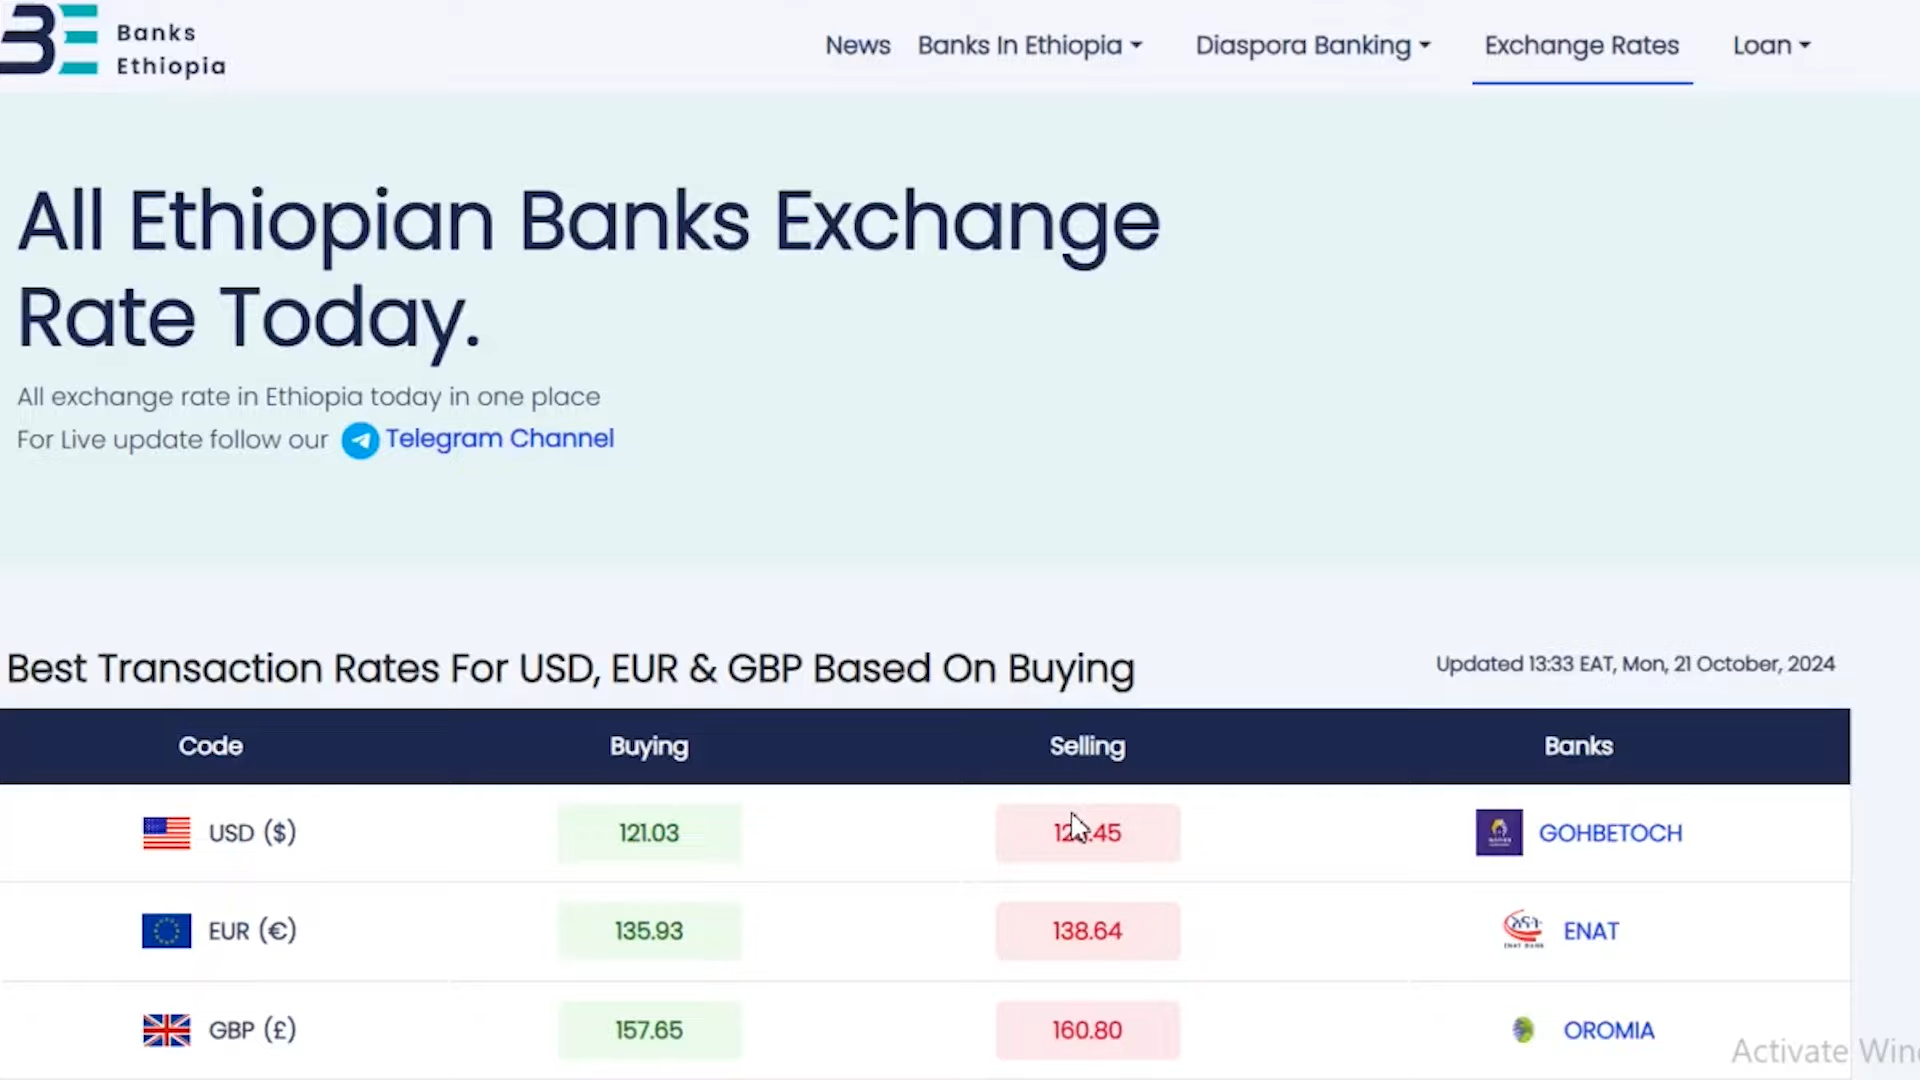 BE Banks
Ethiopia
News Banks In Ethiopia Diaspora Banking Exchange Rates Loan
All Ethiopian Banks Exchange
Rate Today.
All exchange rate in Ethiopia today in one place
For Live update follow our Telegram Channel
Best Transaction Rates For USD, EUR & GBP Based On Buying
Updated 13:33 EAT, Mon, 21 October, 2024
Code Buying Selling Banks
USD ($) 121.03 GOHBETOCH
EUR (€) 135.93 138.64 ENAT
GBP (£) 157.65 160.80 OROMIA
Activate Win